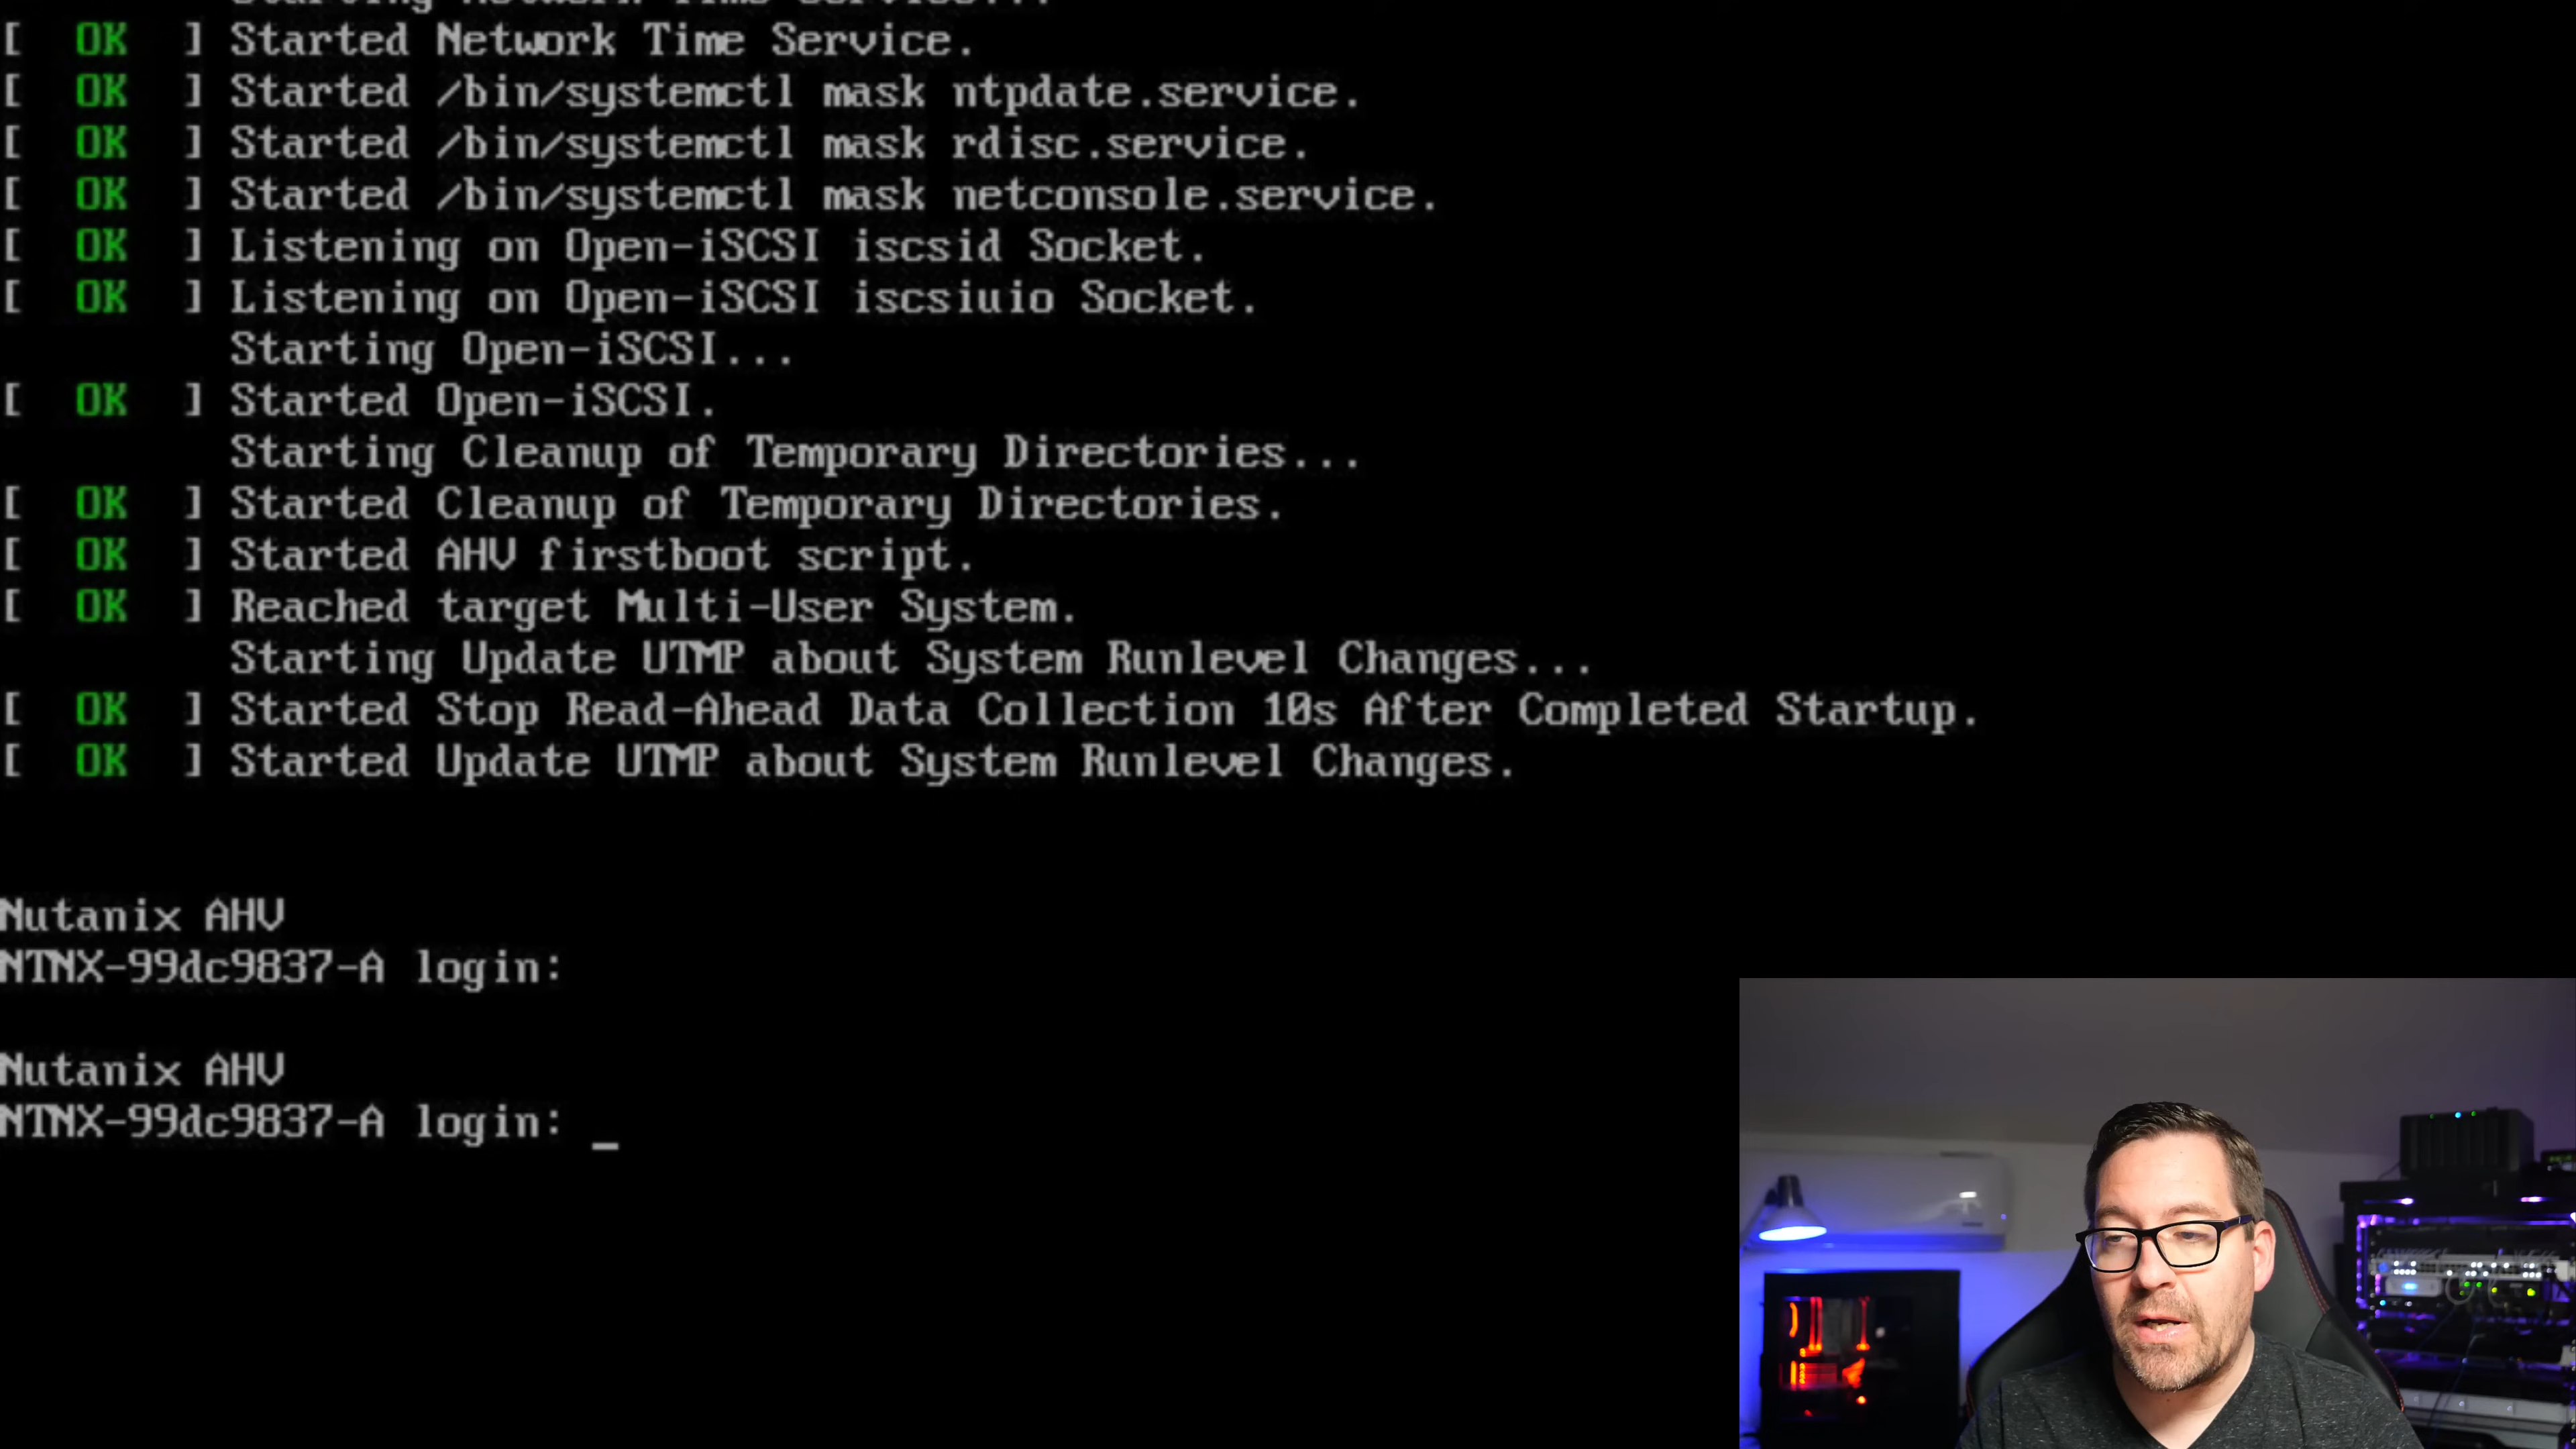 Starting Network Time Service...
[ OK ] Started Network Time Service.
[ OK ] Started /bin/systemctl mask ntpdate.service.
[ OK ] Started /bin/systemctl mask rdisc.service.
[ OK ] Started /bin/systemctl mask netconsole.service.
[ OK ] Listening on Open-iSCSI iscsid Socket.
[ OK ] Listening on Open-iSCSI iscsiuio Socket.
Starting Open-iSCSI...
[ OK ] Started Open-iSCSI.
Starting Cleanup of Temporary Directories...
[ OK ] Started Cleanup of Temporary Directories.
[ OK ] Started AHV firstboot script.
[ OK ] Reached target Multi-User System.
Starting Update UTMP about System Runlevel Changes...
[ OK ] Started Stop Read-Ahead Data Collection 10s After Completed Startup.
[ OK ] Started Update UTMP about System Runlevel Changes.
Nutanix AHV
NTNX-99dc9837-A login:
Nutanix AHV
NTNX-99dc9837-A login: _